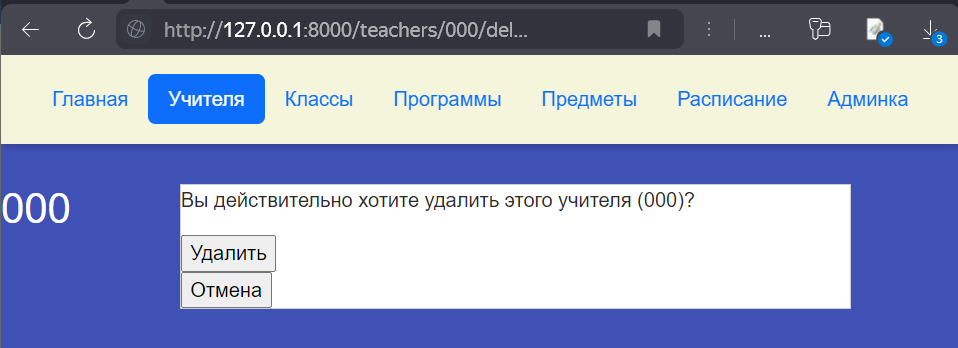 http://127.0.0.1:8000/teachers/000/del...
...
3
Главная Учителя Классы Программы Предметы Расписание Админка
000
Вы действительно хотите удалить этого учителя (000)?
Удалить
Отмена